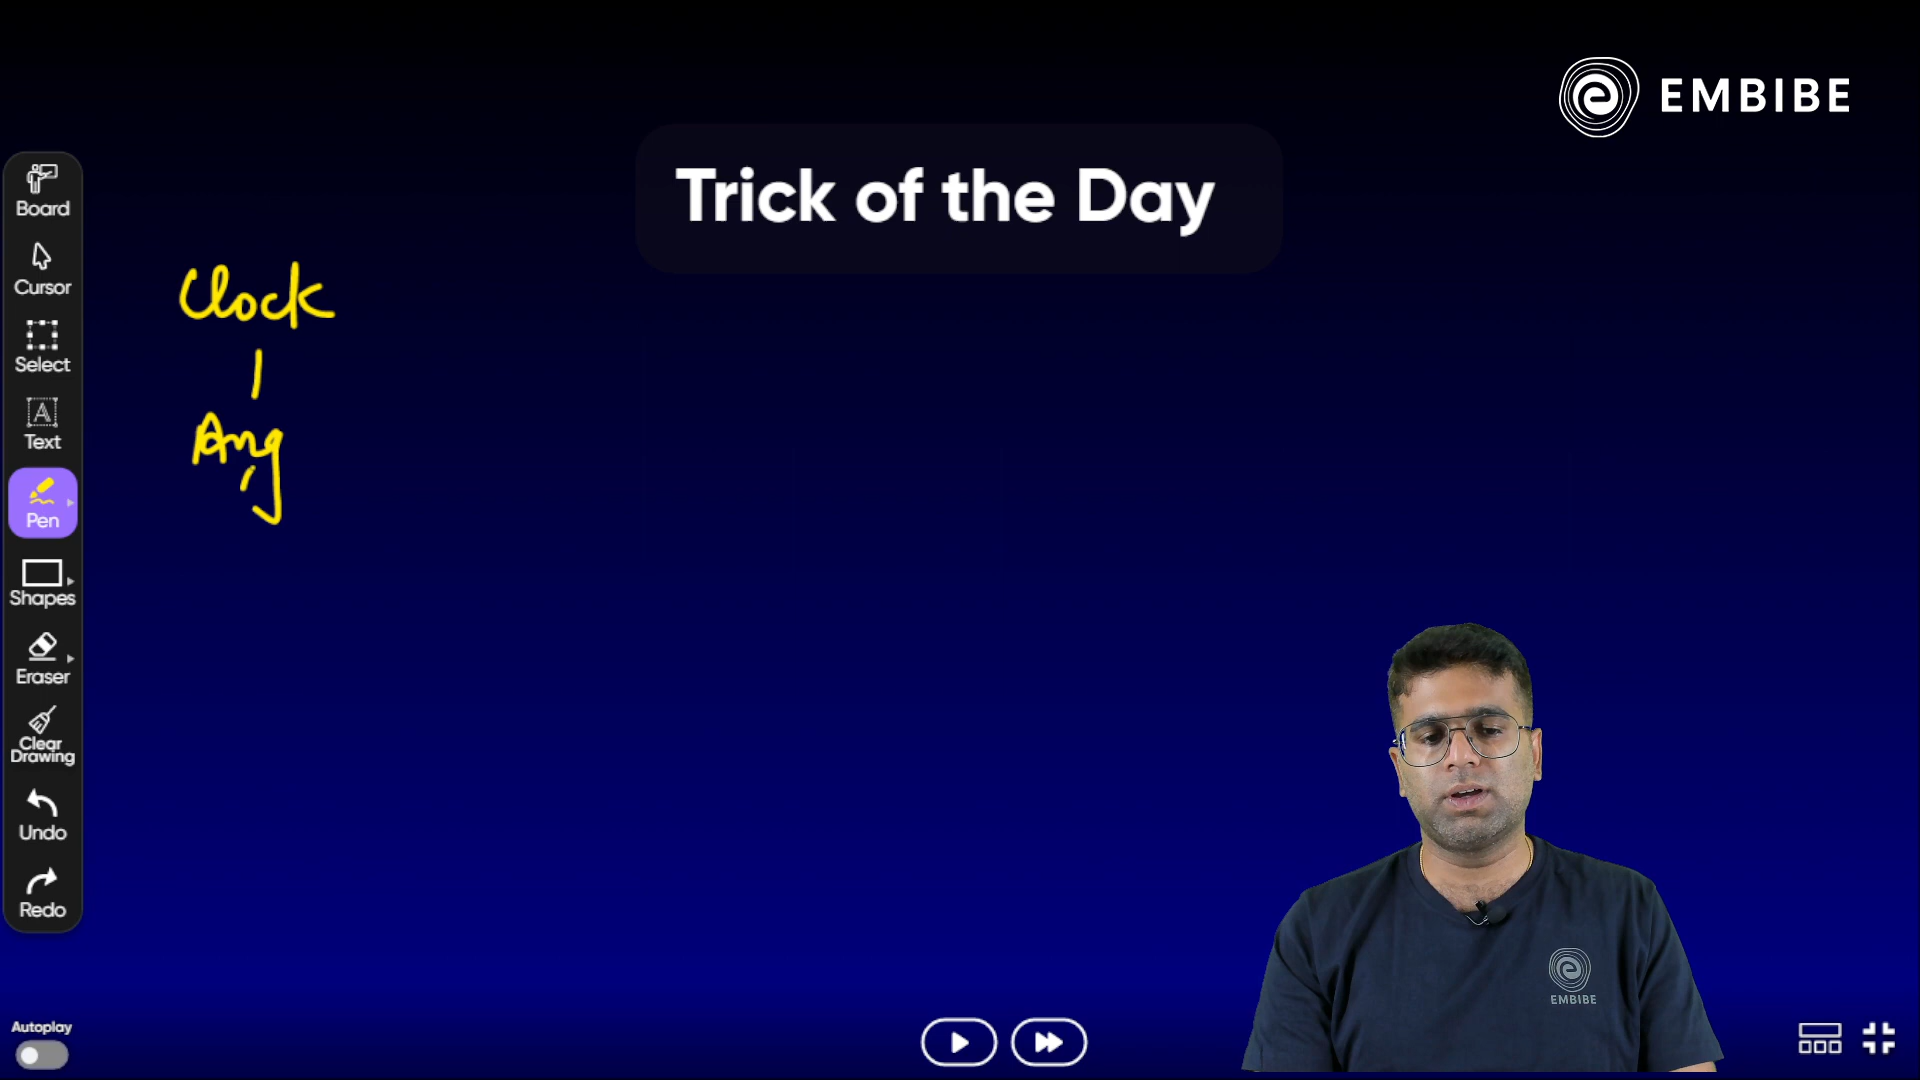 EMBIBE
Trick of the Day
Board
Cursor
Select
Text
Pen
Shapes
Eraser
Clear
Drawing
Undo
Redo
Autoplay
Clock
Ang
EMBIBE